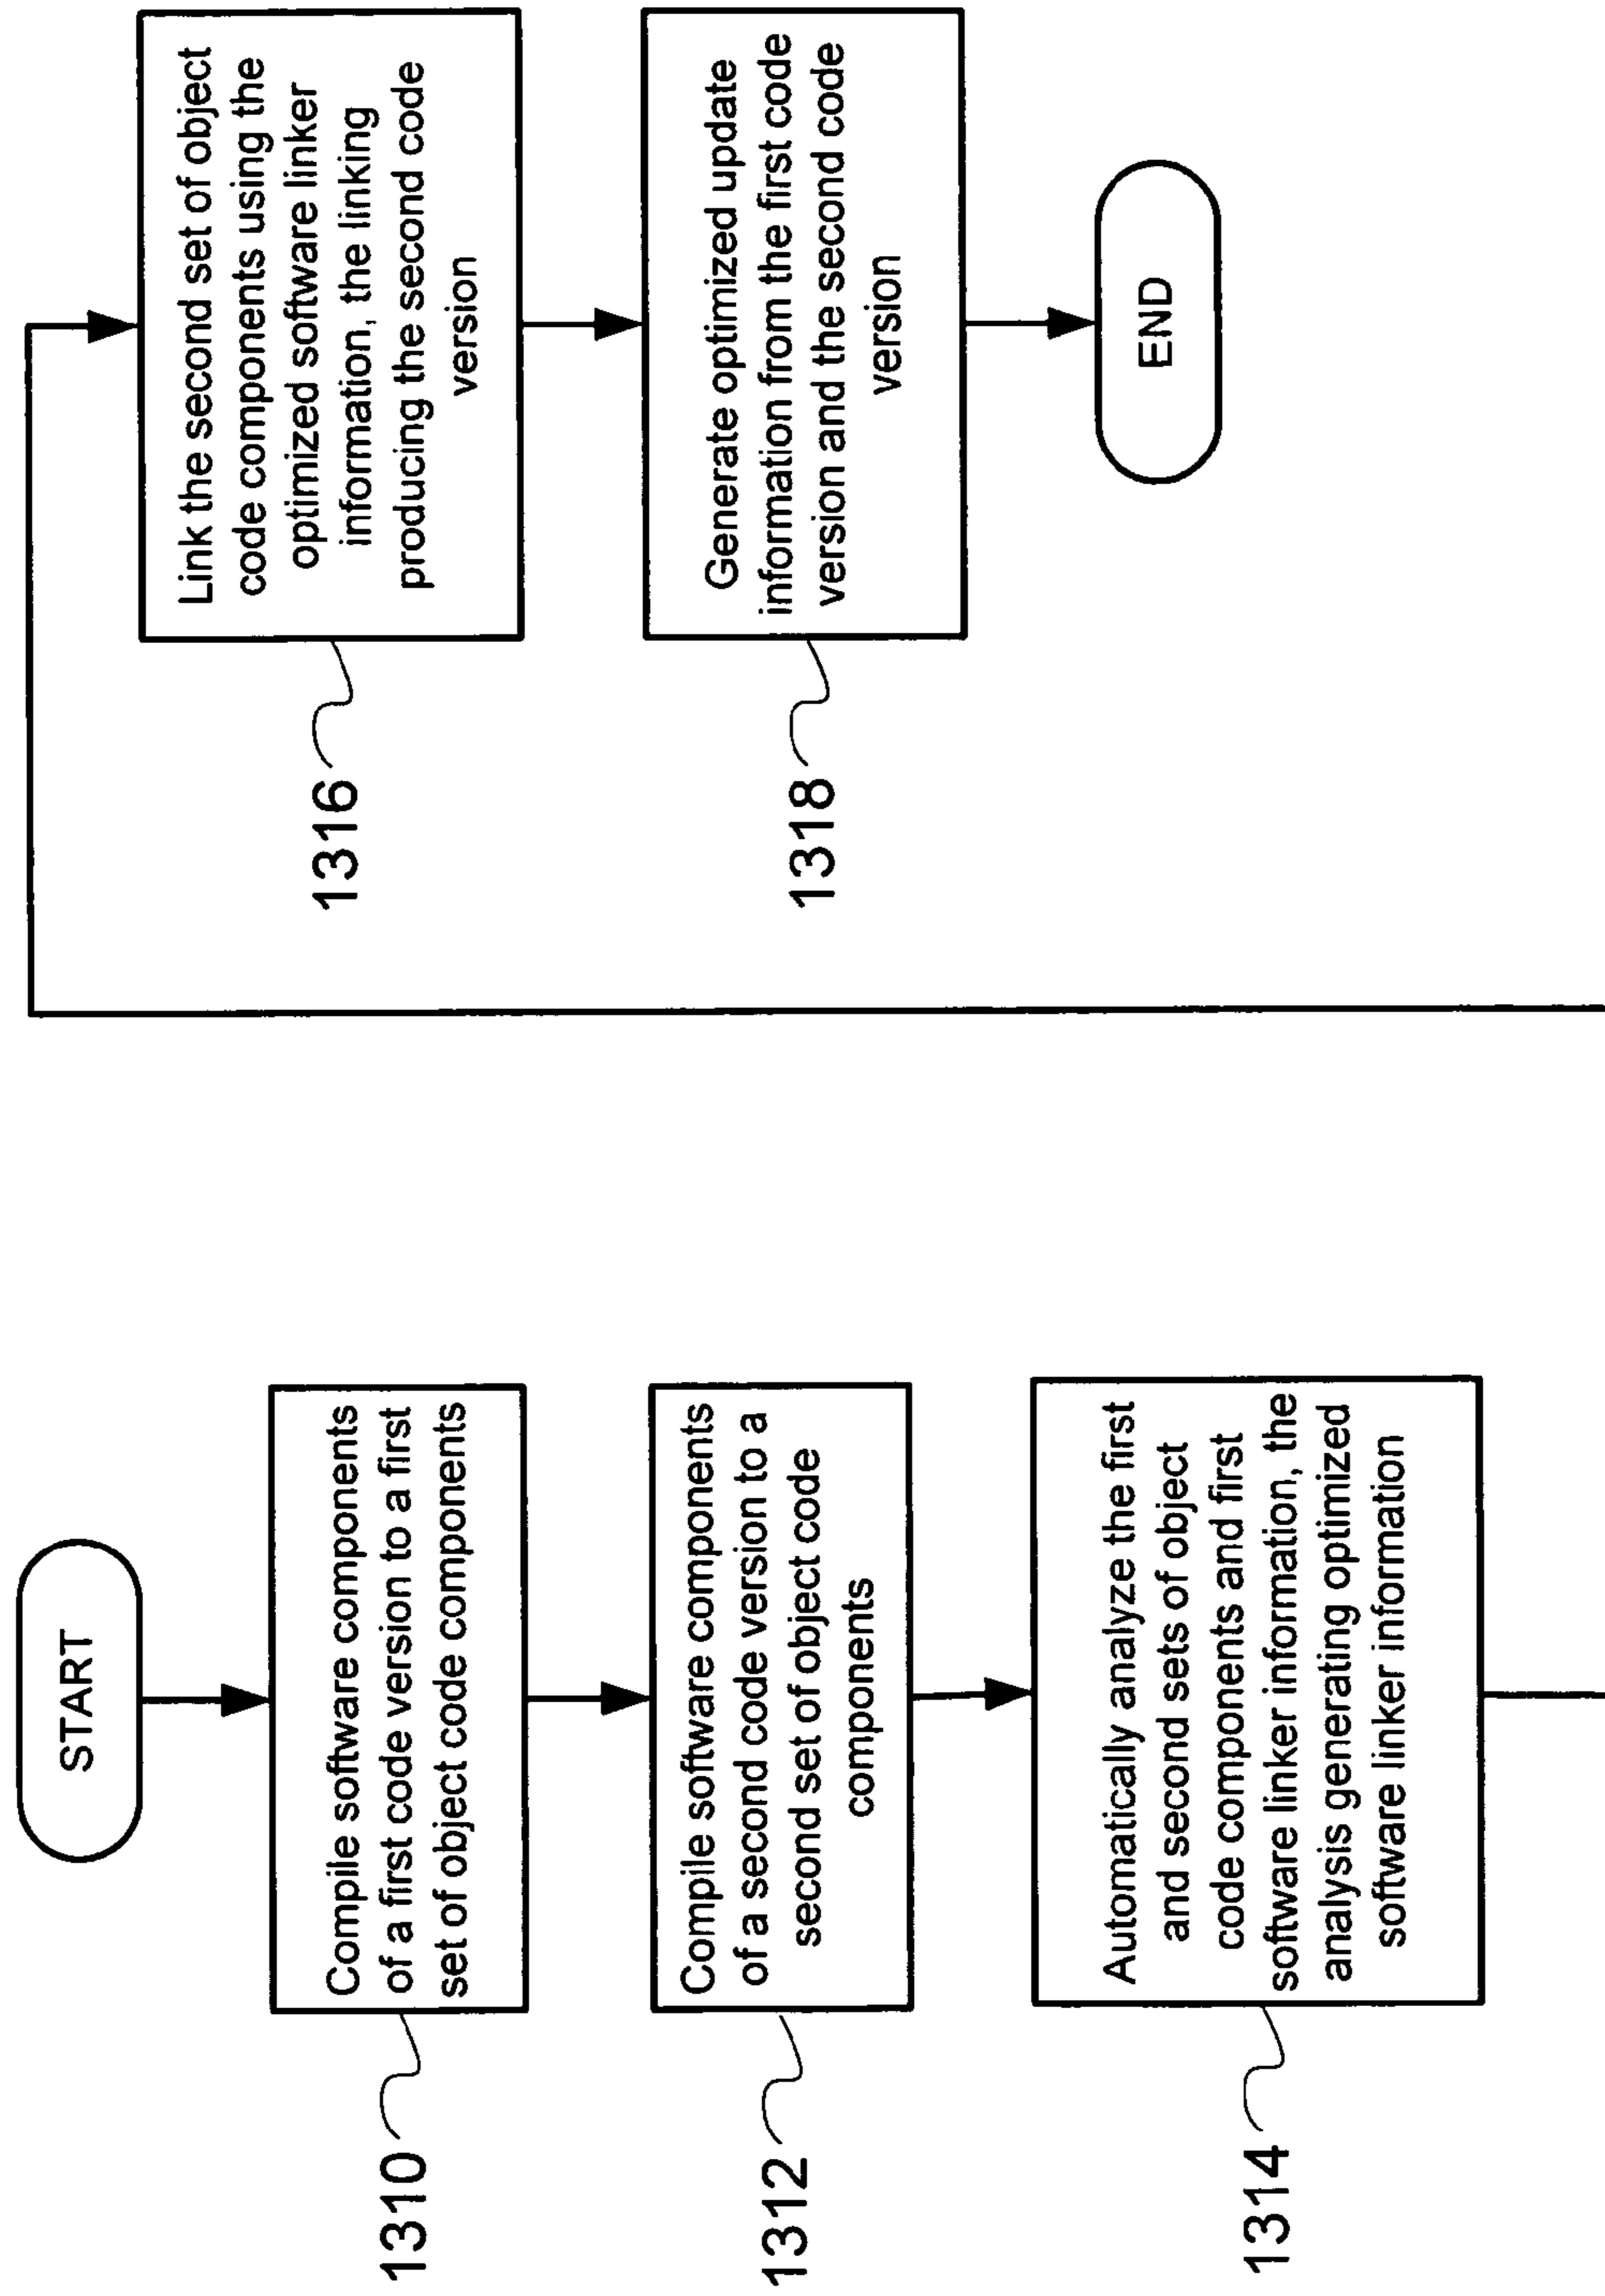 START
1310
Compile software components
of a first code version to a first
set of object code components
1312
Compile software components
of a second code version to a
second set of object code
components
1314
Automatically analyze the first
and second sets of object
code components and first
software linker information, the
analysis generating optimized
software linker information
1316
Link the second set of object
code components using the
optimized software linker
information, the linking
producing the second code
version
1318
Generate optimized update
information from the first code
version and the second code
version
END